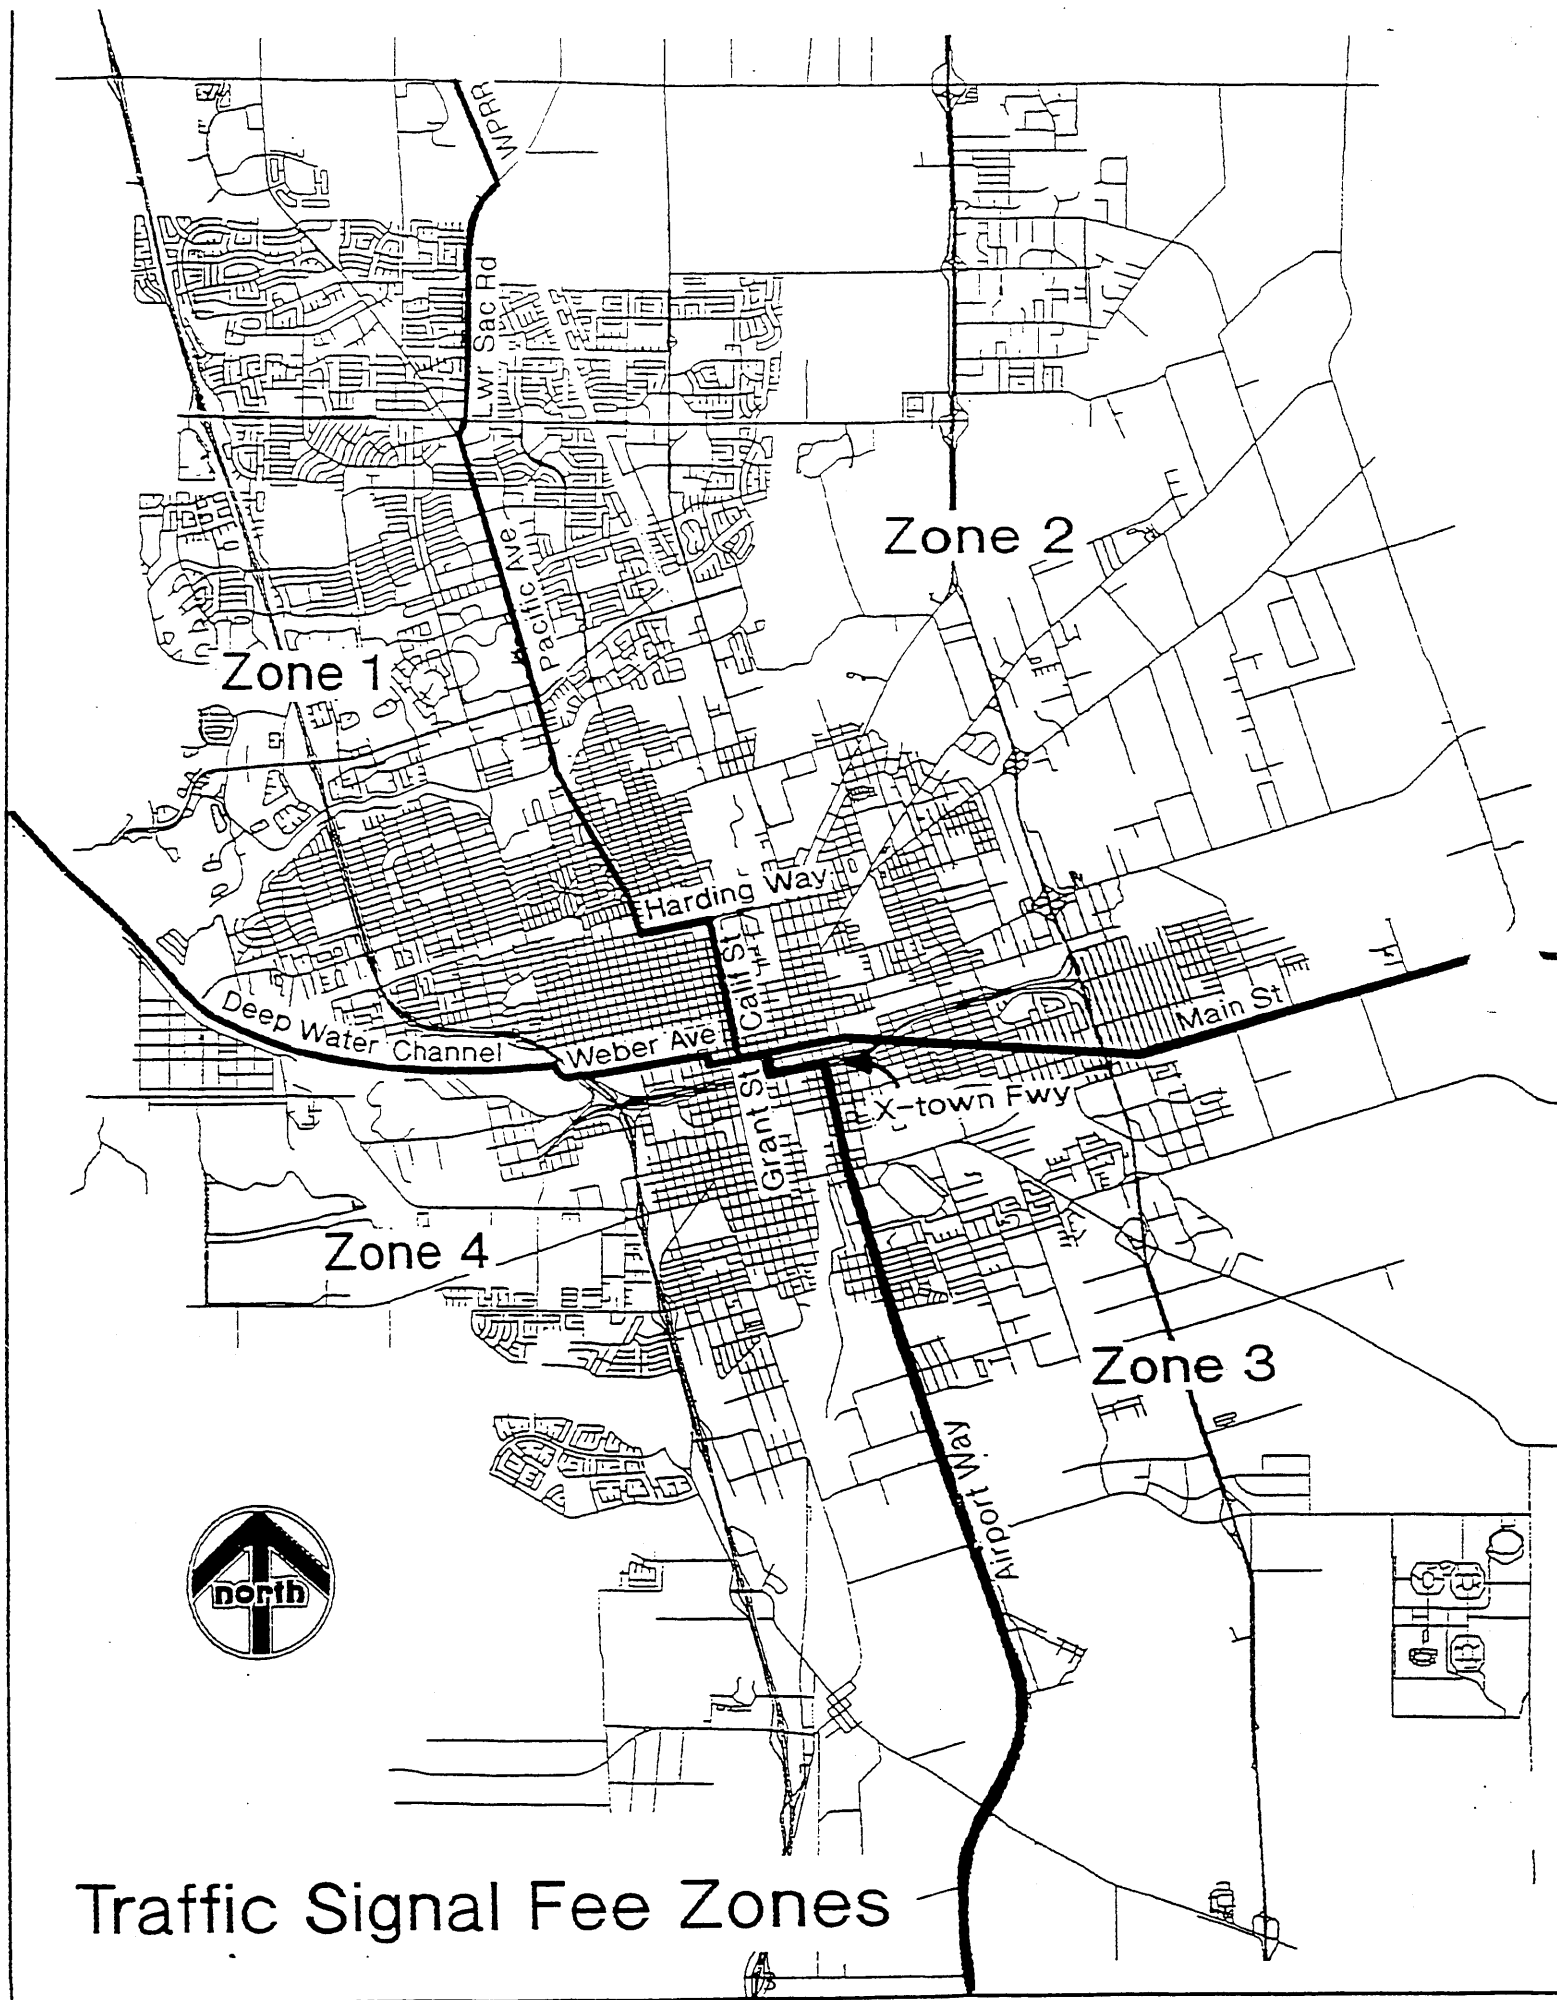 WPRR
Lwr Sac Rd
Zone 2
Pacific Ave
Zone 1
Harding Way
Calif St
Deep Water Channel
Weber Ave
Main St
X-town Fwy
Grant St
Zone 4
Zone 3
Airport Way
north
Traffic Signal Fee Zones